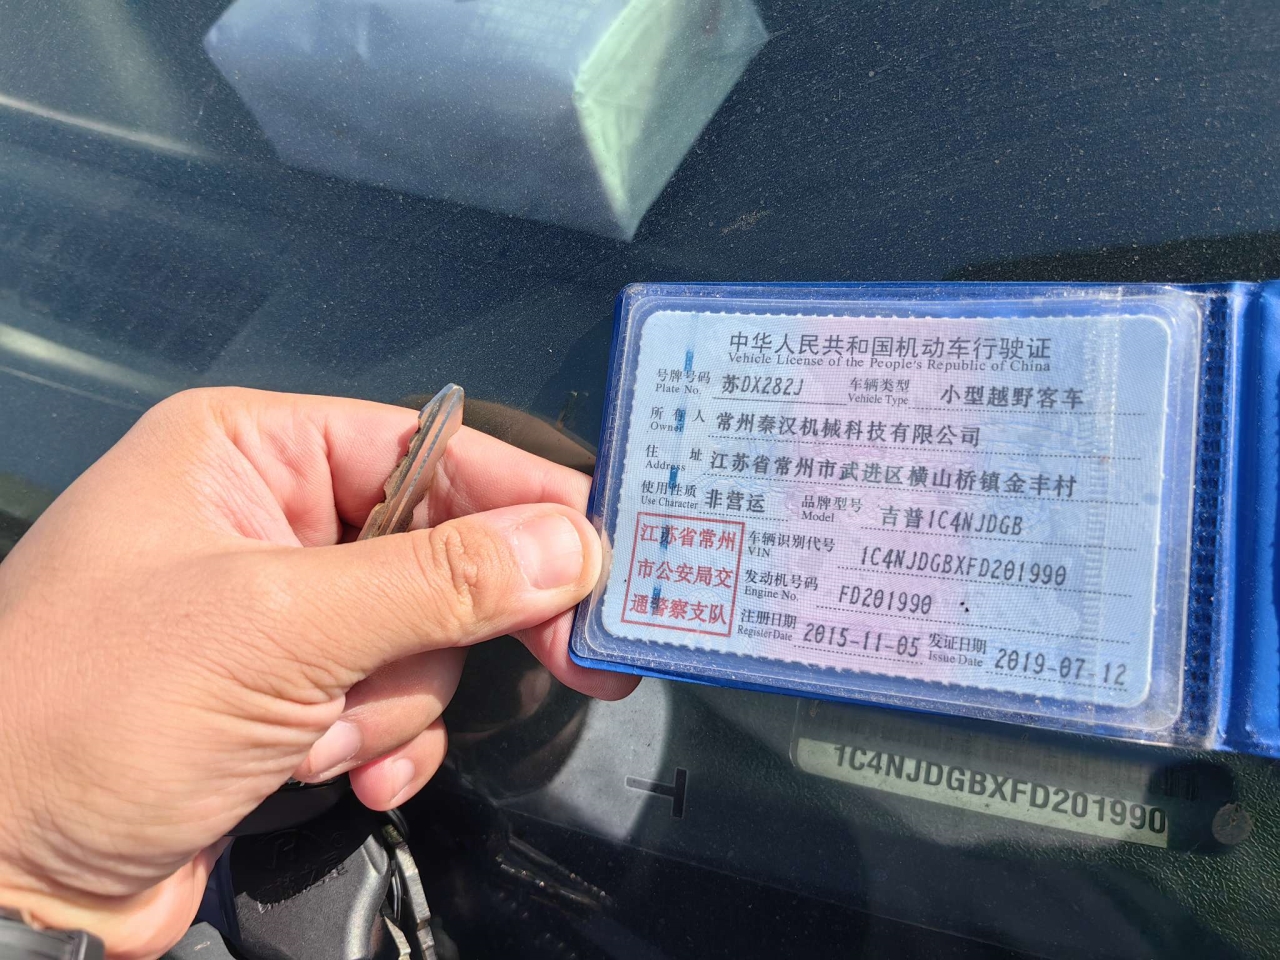 中华人民共和国机动车行驶证
Vehicle License of the People's Republic of China
号牌号码 苏DX282J 车辆类型 小型越野客车
Plate No. Vehicle Type
所有人 常州秦汉机械科技有限公司
Owner
住址 江苏省常州市武进区横山桥镇金丰村
Address
使用性质 非营运 品牌型号 吉普1C4NJDGB
Use Character Model
江苏省常州
市公安局交
通警察支队
车辆识别代号 1C4NJDGBXFD201990
VIN
发动机号码 FD201990
Engine No.
注册日期 2015-11-05 发证日期 2019-07-12
Register Date Issue Date
1C4NJDGBXFD201990